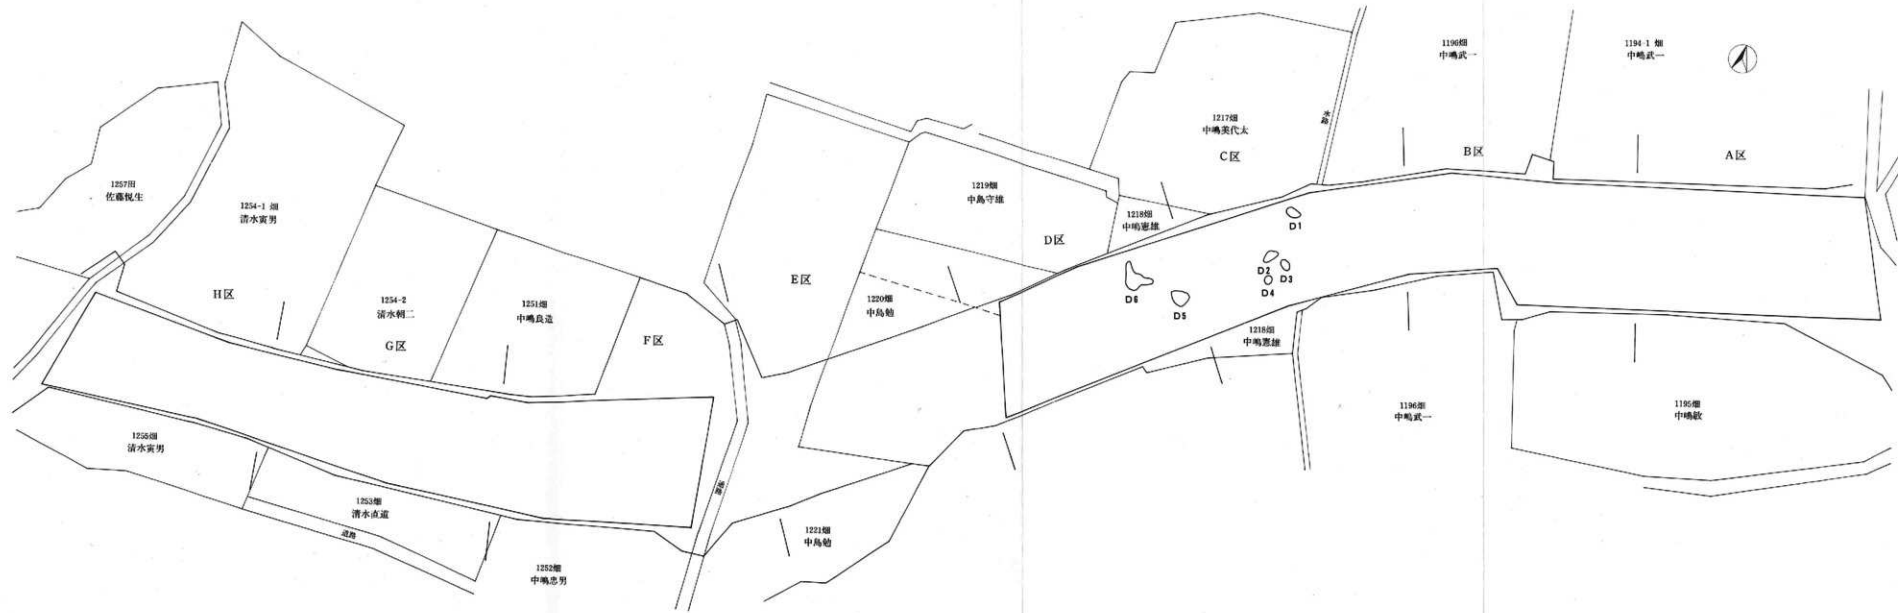 1257田
佐藤悦生
1254-1 畑
清水寅男
H区
1254-2
清水朝二
G区
1251畑
中嶋良造
F区
E区
1219畑
中島守雄
D区
1220畑
中島勉
1218畑
中嶋憲雄
1217畑
中嶋美代太
C区
水路
1196畑
中嶋武一
B区
1194-1 畑
中嶋武一
A区
D1
D2
D3
D4
D5
D6
1218畑
中嶋憲雄
1196畑
中嶋武一
1195畑
中嶋敏
1255畑
清水寅男
1253畑
清水直道
道路
1252畑
中嶋忠男
道路
1221畑
中島勉